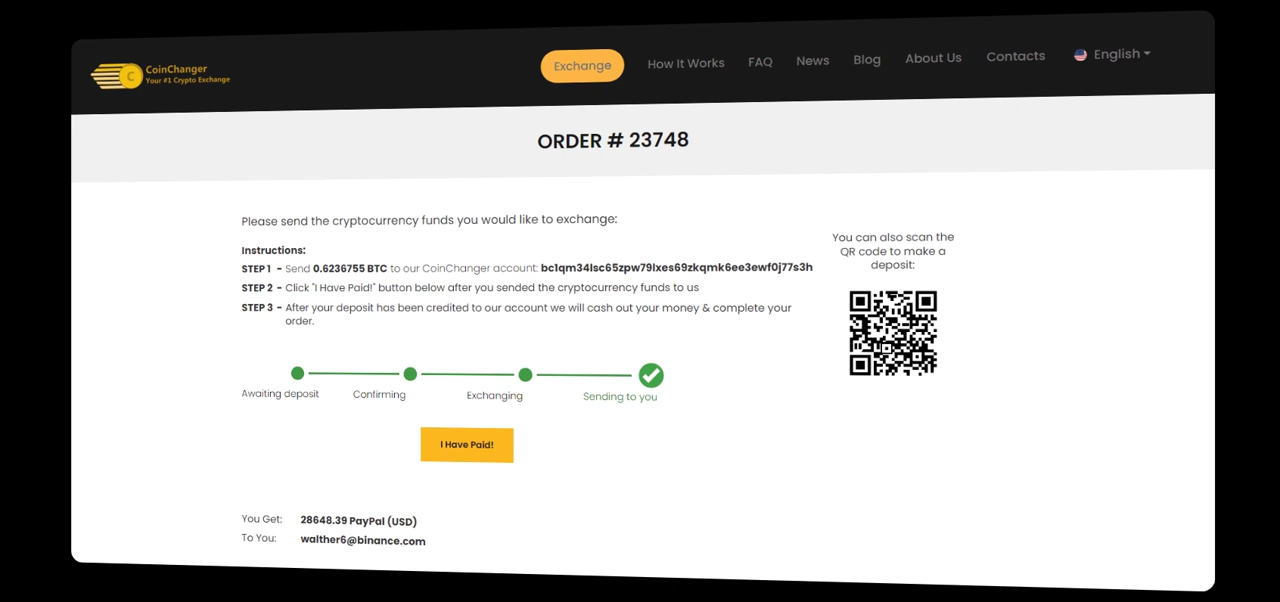 CoinChanger
Your #1 Crypto Exchange
Exchange
How It Works
FAQ
News
Blog
About Us
Contacts
English
ORDER # 23748
Please send the cryptocurrency funds you would like to exchange:
Instructions:
STEP 1 - Send 0.6236755 BTC to our CoinChanger account: bc1qm34lsc65zpw79lxes69zkqmk6ee3ewf0j77s3h
STEP 2 - Click "I Have Paid!" button below after you sended the cryptocurrency funds to us
STEP 3 - After your deposit has been credited to our account we will cash out your money & complete your
order.
You can also scan the
QR code to make a
deposit:
Awaiting deposit
Confirming
Exchanging
Sending to you
I Have Paid!
You Get: 28648.39 PayPal (USD)
To You: walther6@binance.com